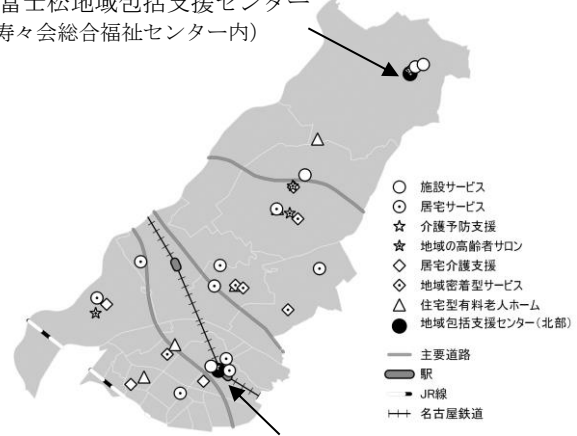 富士松地域包括支援センター
寿々会総合福祉センター内）
施設サービス
居宅サービス
介護予防支援
地域の高齢者サロン
居宅介護支援
地域密着型サービス
住宅型有料老人ホーム
地域包括支援センター（北部）
主要道路
駅
JR線
名古屋鉄道